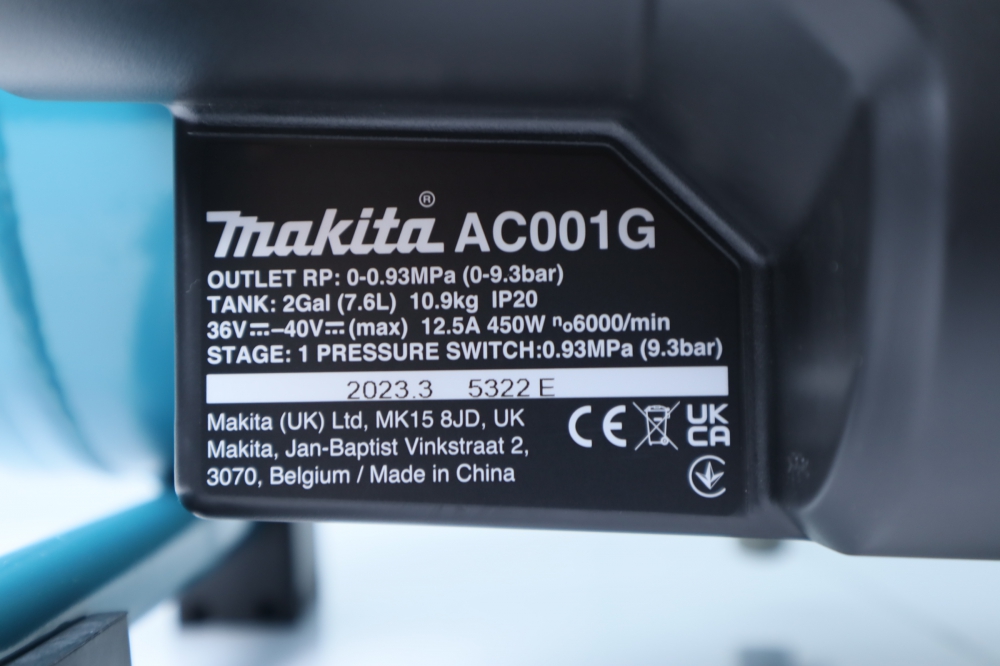 makita® AC001G
OUTLET RP: 0-0.93MPa (0-9.3bar)
TANK: 2Gal (7.6L) 10.9kg IP20
36V⎓–40V⎓(max) 12.5A 450W ⁿo6000/min
STAGE: 1 PRESSURE SWITCH:0.93MPa (9.3bar)
2023.3 5322 E
Makita (UK) Ltd, MK15 8JD, UK
Makita, Jan-Baptist Vinkstraat 2,
3070, Belgium / Made in China
CE UK
CA